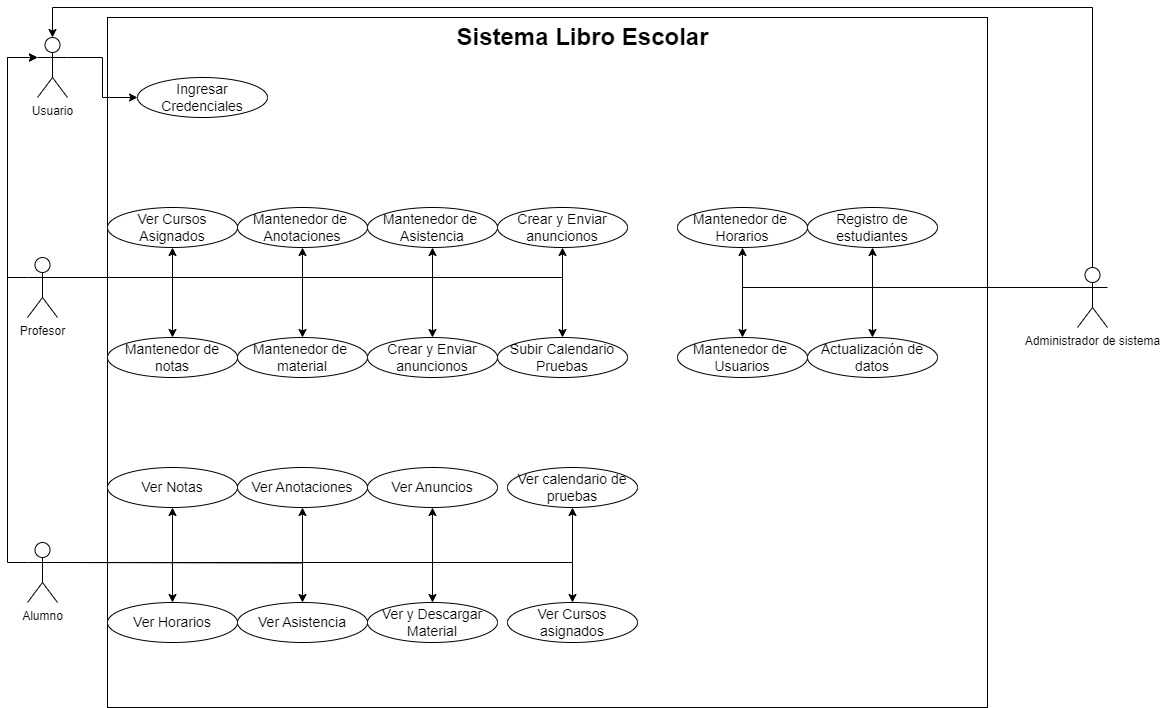 Sistema Libro Escolar
Usuario
Ingresar
Credenciales
Ver Cursos
Asignados
Mantenedor de
Anotaciones
Mantenedor de
Asistencia
Crear y Enviar
anuncionos
Mantenedor de
Horarios
Registro de
estudiantes
Profesor
Administrador de sistema
Mantenedor de
notas
Mantenedor de
material
Crear y Enviar
anuncionos
Subir Calendario
Pruebas
Mantenedor de
Usuarios
Actualización de
datos
Ver Notas
Ver Anotaciones
Ver Anuncios
Ver calendario de
pruebas
Alumno
Ver Horarios
Ver Asistencia
Ver y Descargar
Material
Ver Cursos
asignados